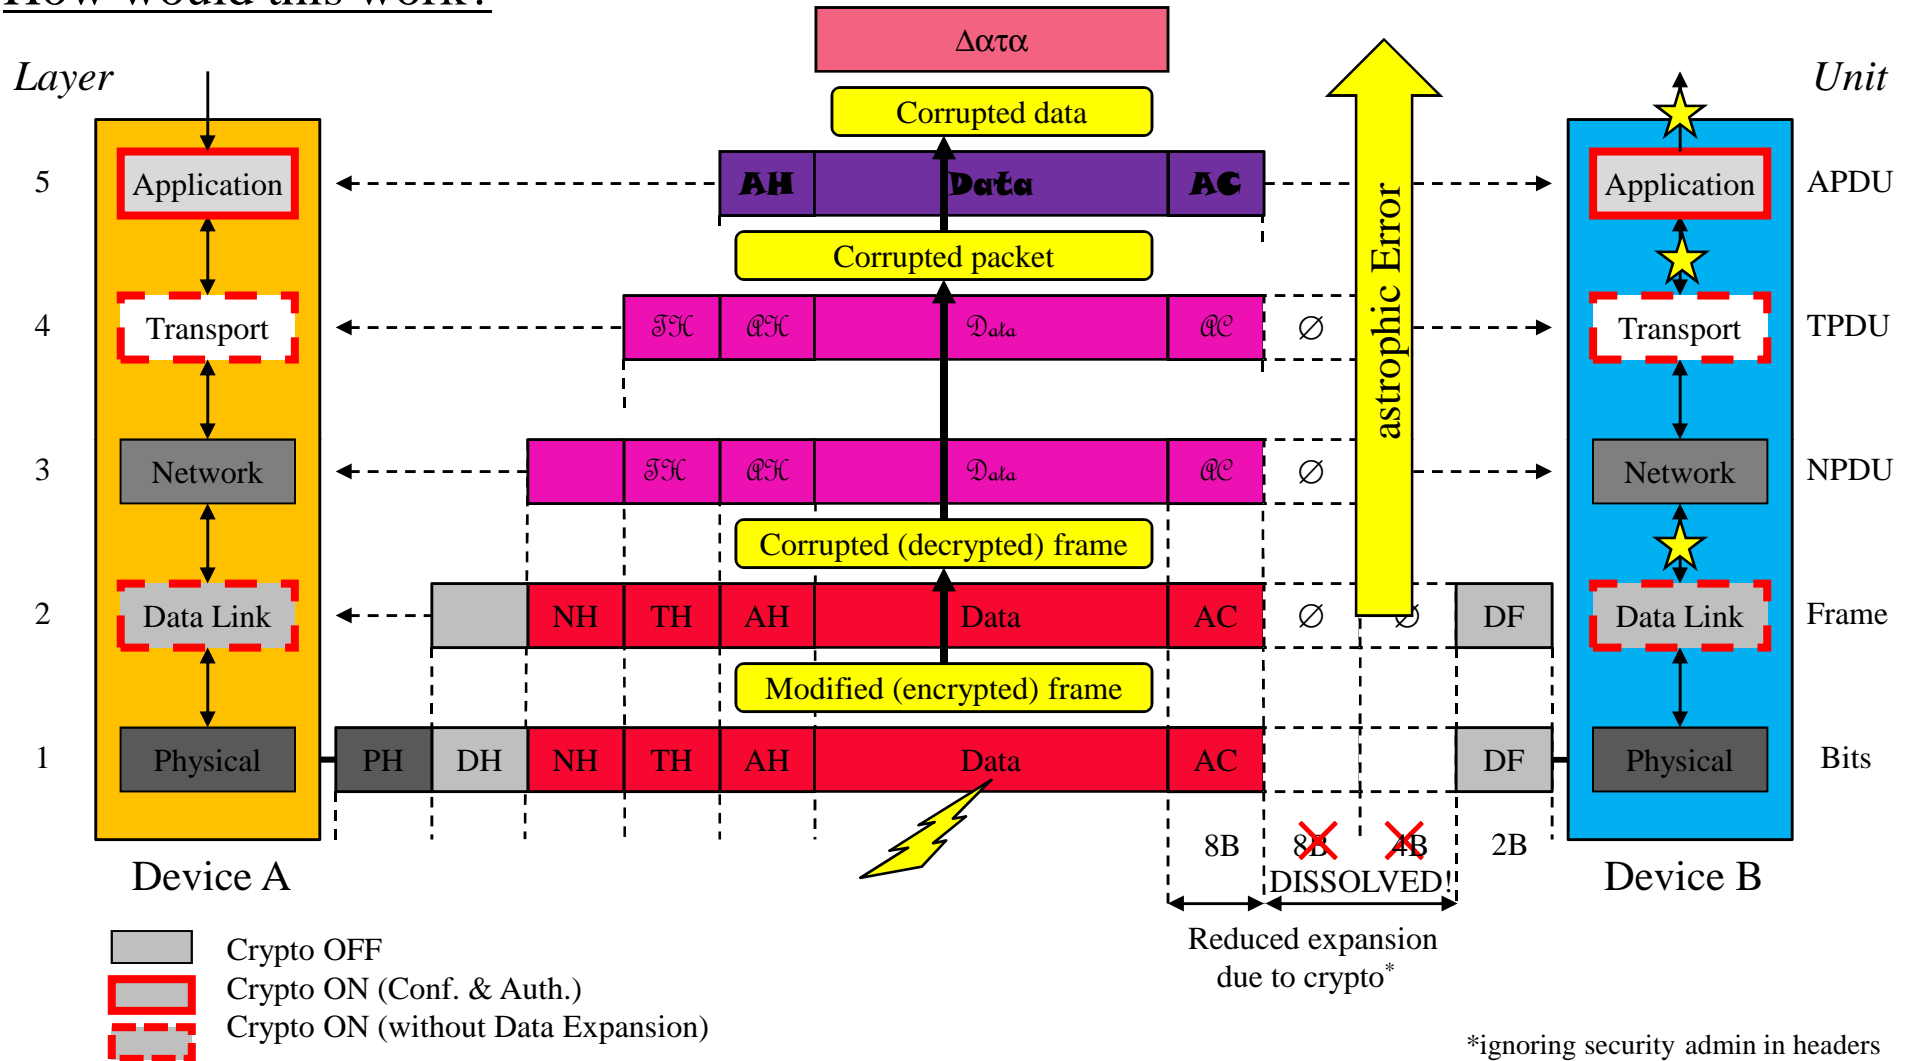 How would this work?
Δατα
Layer
Unit
Corrupted data
5
Application
AH
Data
AC
Application
APDU
Corrupted packet
4
Transport
TH
AH
Data
AC
∅
Transport
TPDU
astrophic Error
3
Network
TH
AH
Data
AC
∅
Network
NPDU
Corrupted (decrypted) frame
2
Data Link
NH
TH
AH
Data
AC
∅
∅
DF
Data Link
Frame
Modified (encrypted) frame
1
Physical
PH
DH
NH
TH
AH
Data
AC
DF
Physical
Bits
8B
8B
4B
2B
Device A
DISSOLVED!
Device B
Reduced expansion
due to crypto*
Crypto OFF
Crypto ON (Conf. & Auth.)
Crypto ON (without Data Expansion)
*ignoring security admin in headers